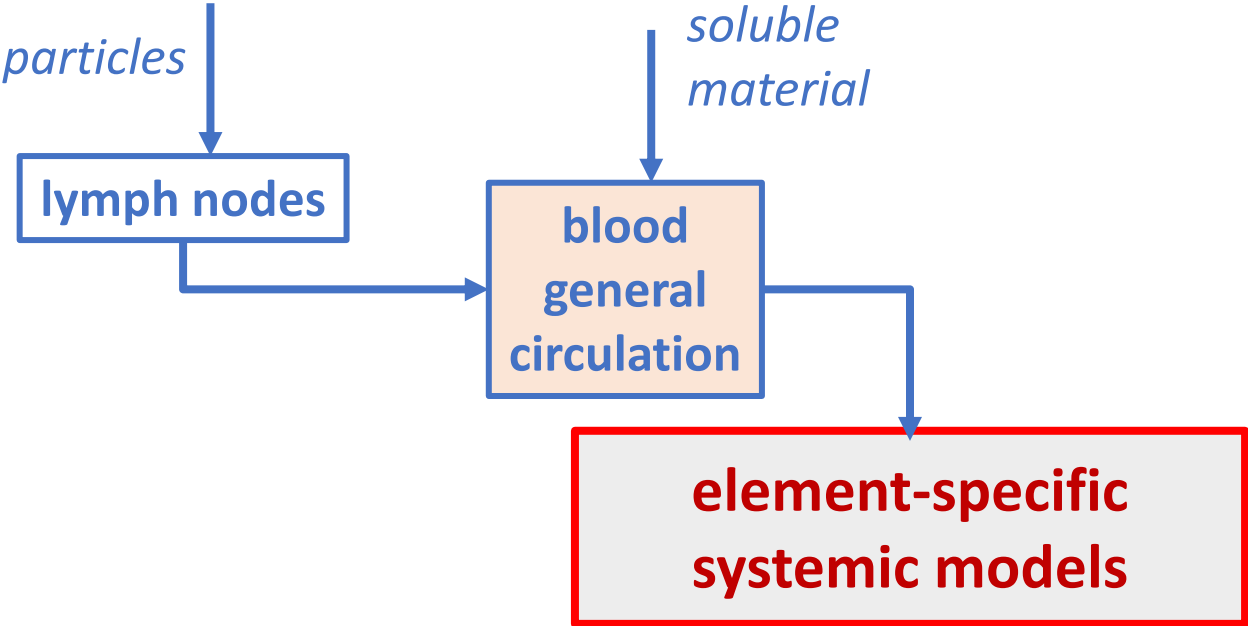 particles
soluble
material
lymph nodes
blood
general
circulation
element-specific
systemic models